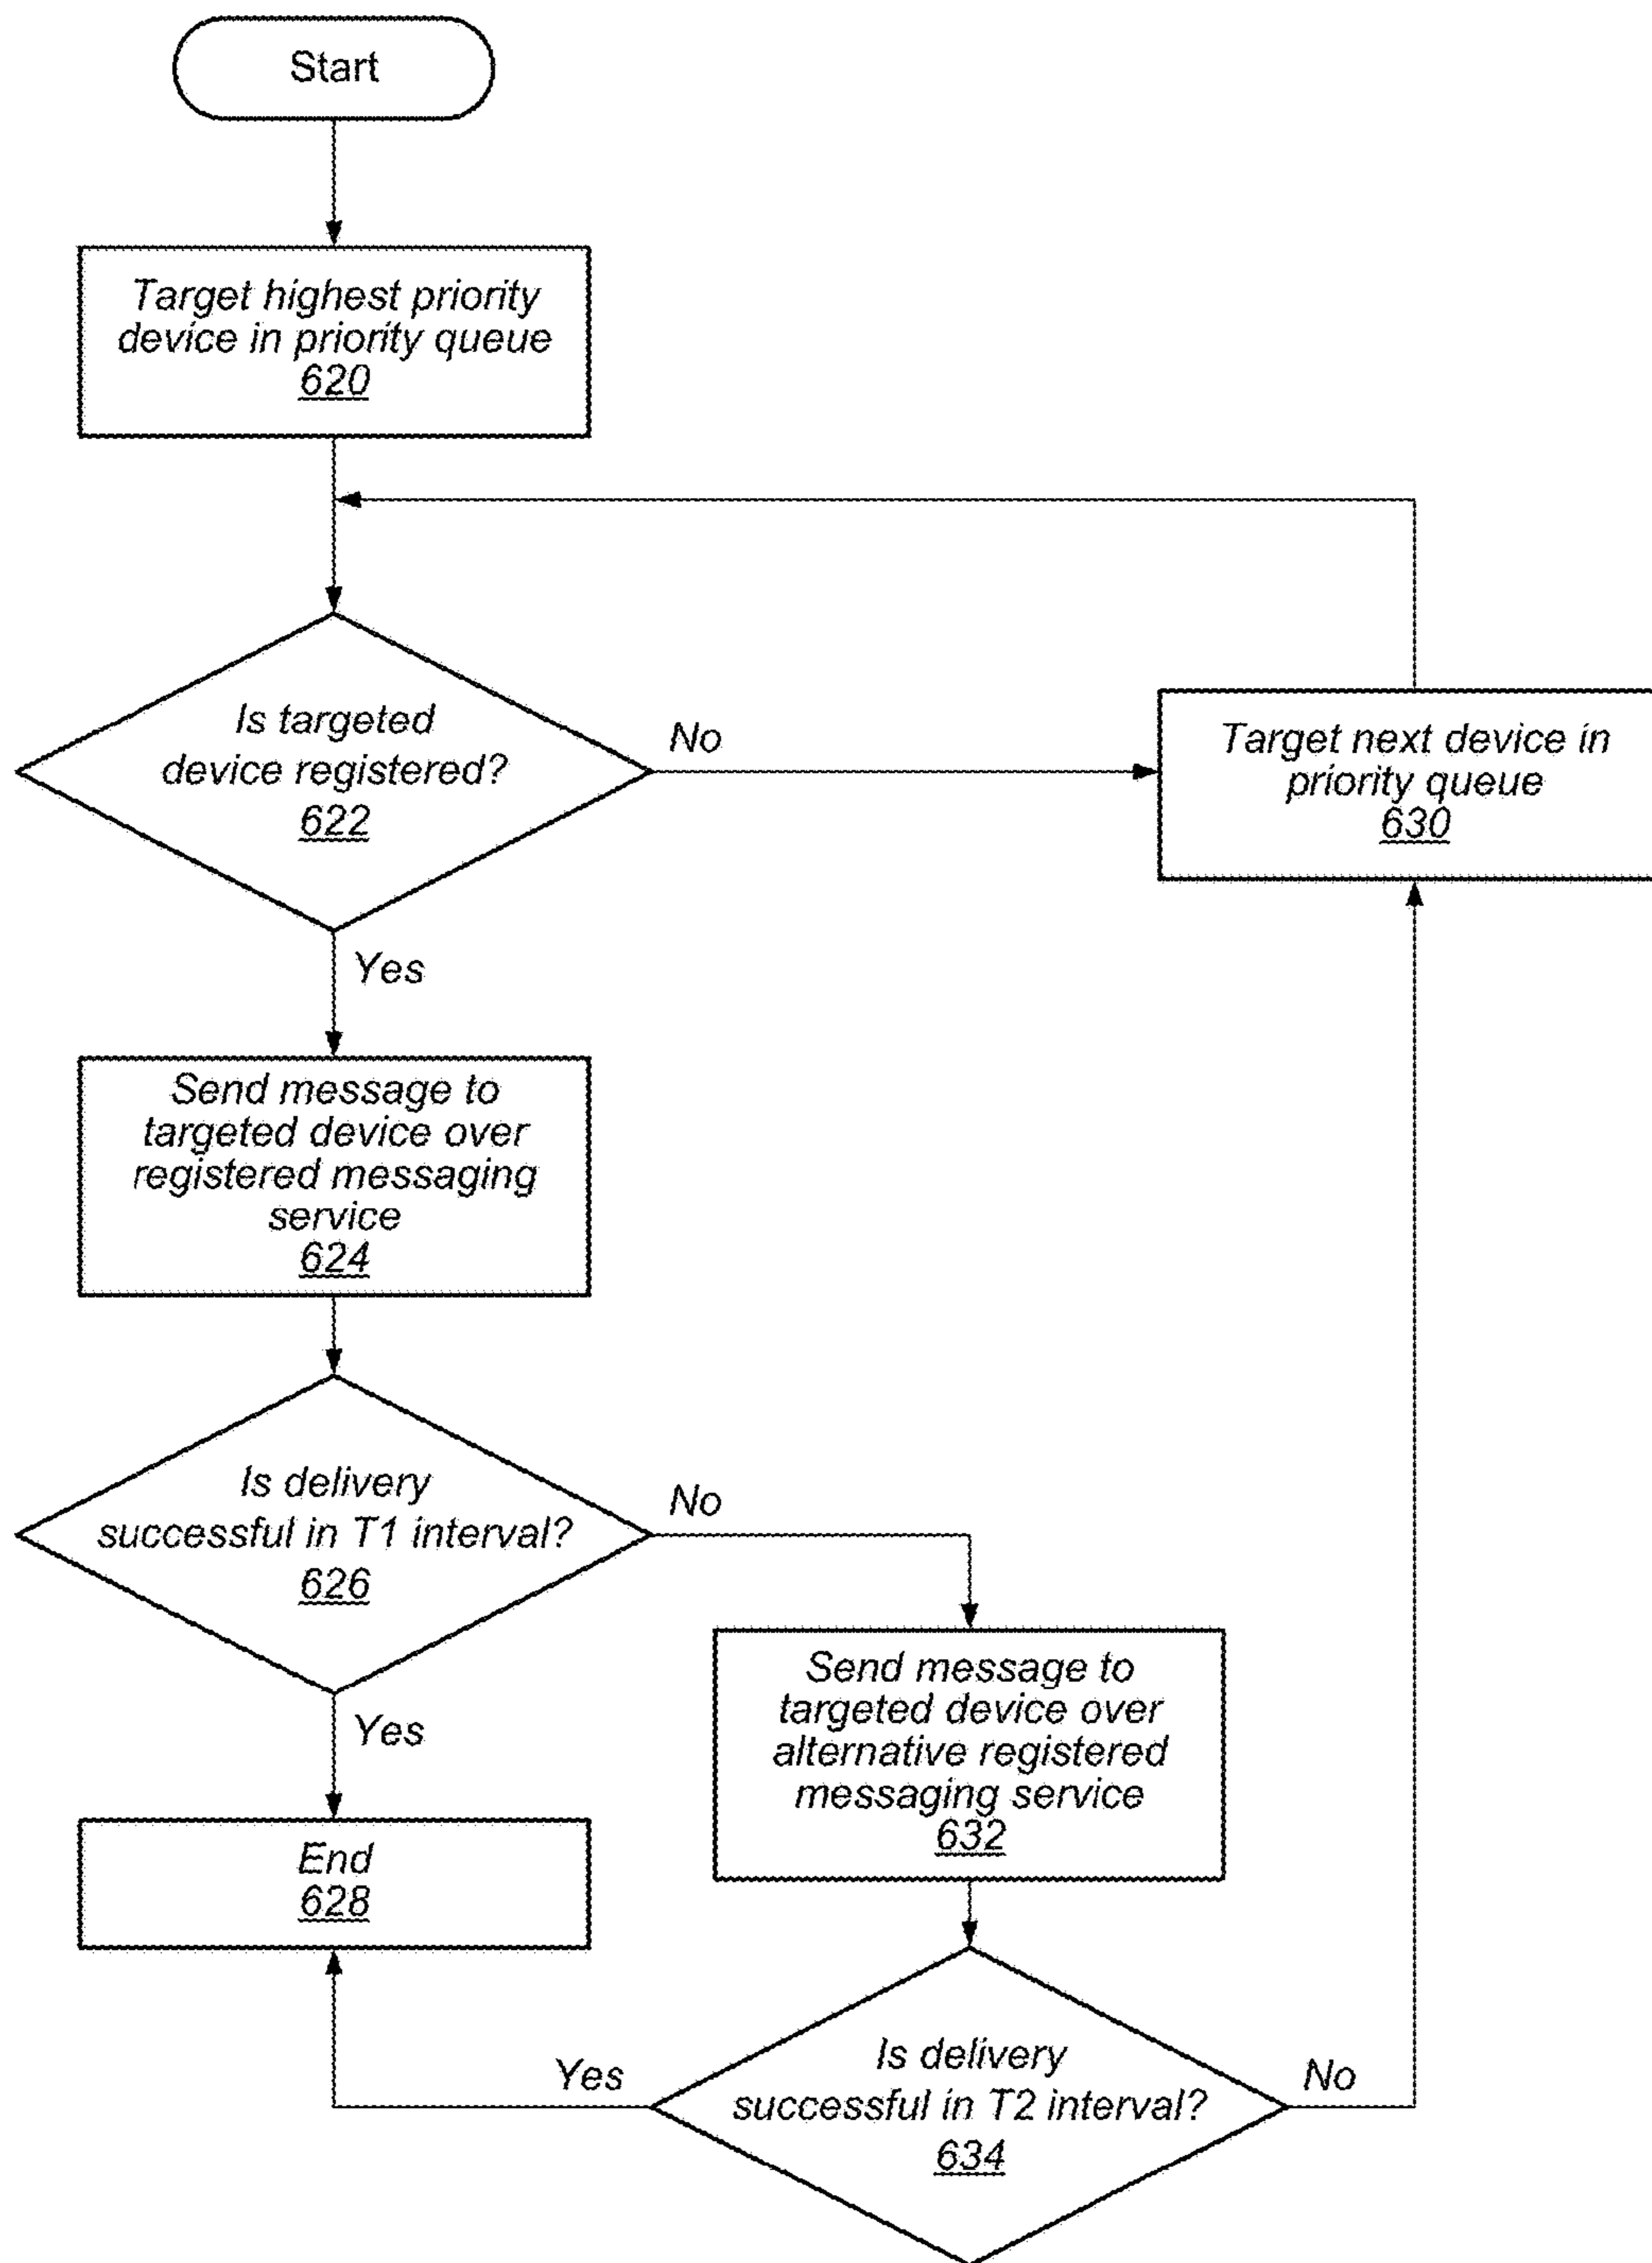 Start
Target highest priority
device in priority queue
620
Is targeted
device registered?
622
No
Target next device in
priority queue
630
Yes
Send message to
targeted device over
registered messaging
service
624
Is delivery
successful in T1 interval?
626
No
Yes
Send message to
targeted device over
alternative registered
messaging service
632
End
628
Is delivery
successful in T2 interval?
634
Yes
No